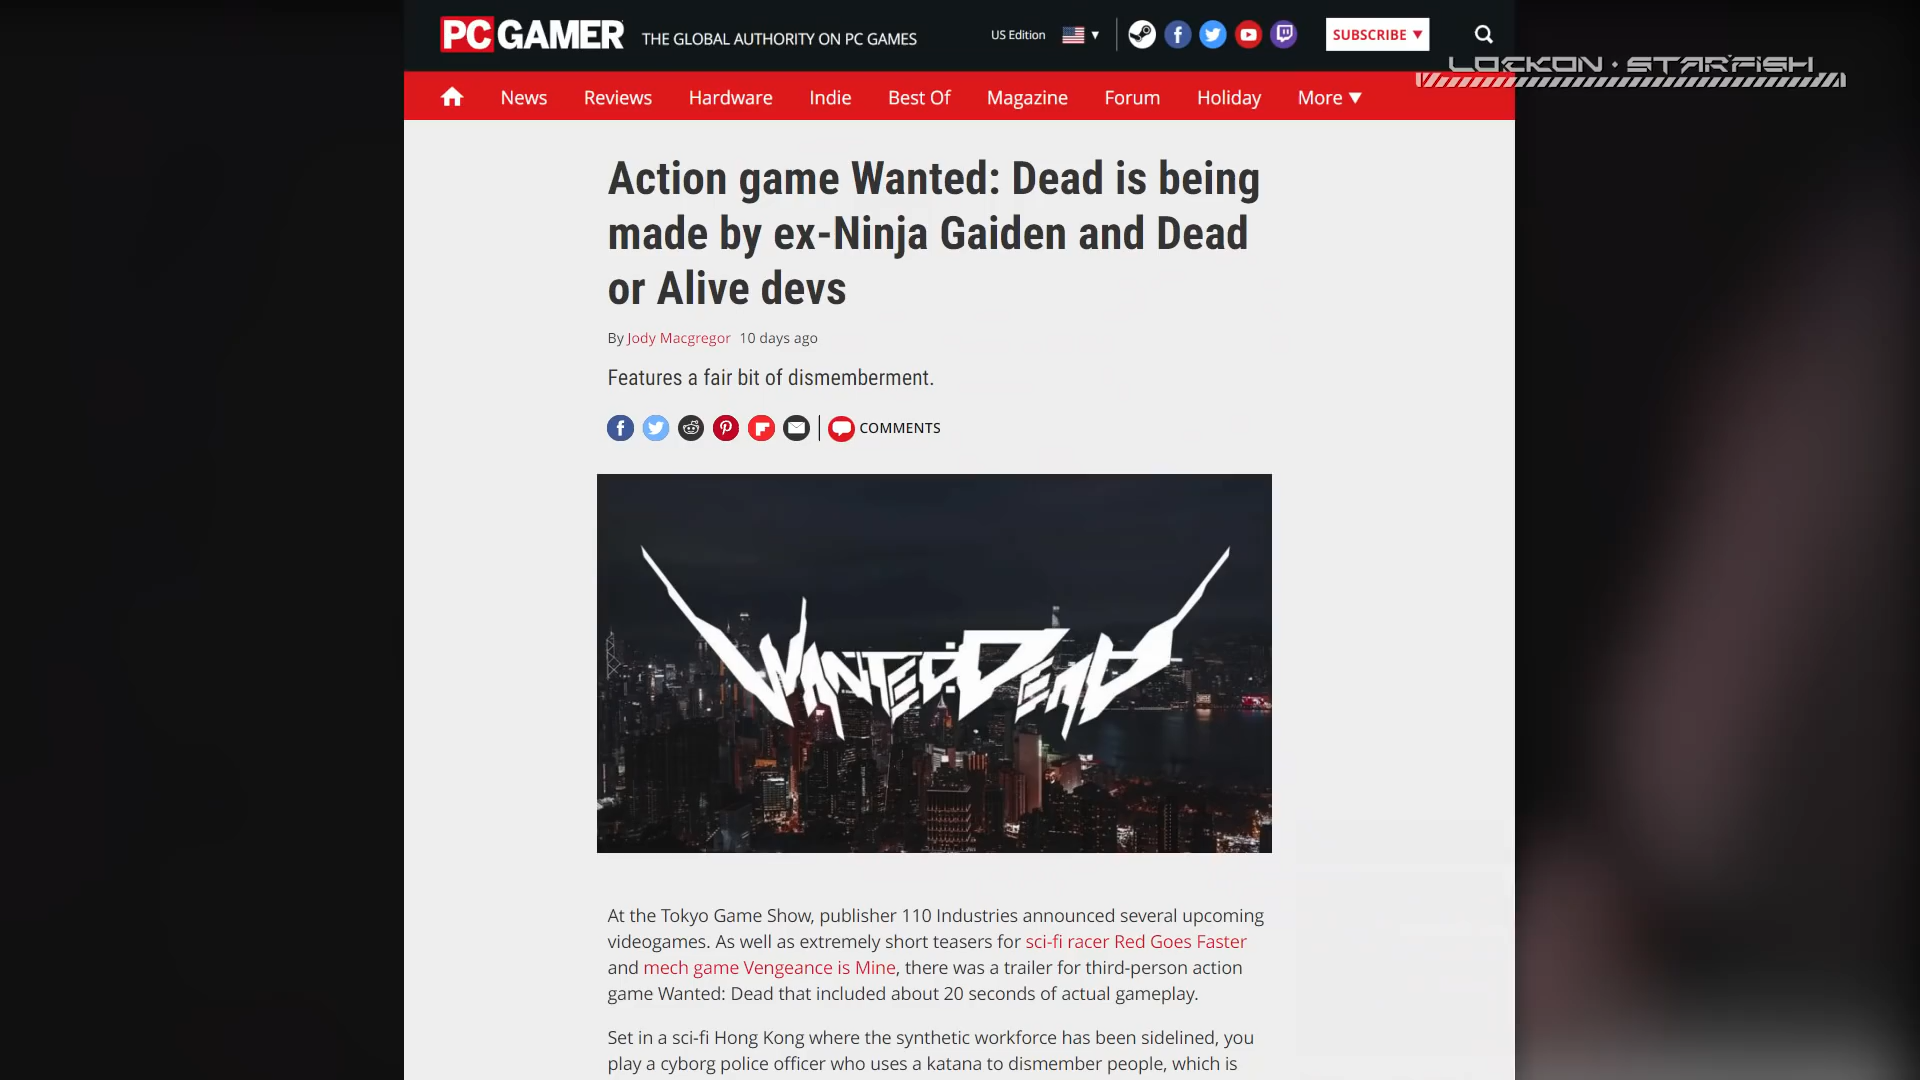 PC GAMER THE GLOBAL AUTHORITY ON PC GAMES US Edition SUBSCRIBE
LOCKON · STARFISH
News Reviews Hardware Indie Best Of Magazine Forum Holiday More
Action game Wanted: Dead is being
made by ex-Ninja Gaiden and Dead
or Alive devs
By Jody Macgregor 10 days ago
Features a fair bit of dismemberment.
COMMENTS
WANTED: DEAD
At the Tokyo Game Show, publisher 110 Industries announced several upcoming
videogames. As well as extremely short teasers for sci-fi racer Red Goes Faster
and mech game Vengeance is Mine, there was a trailer for third-person action
game Wanted: Dead that included about 20 seconds of actual gameplay.
Set in a sci-fi Hong Kong where the synthetic workforce has been sidelined, you
play a cyborg police officer who uses a katana to dismember people, which is